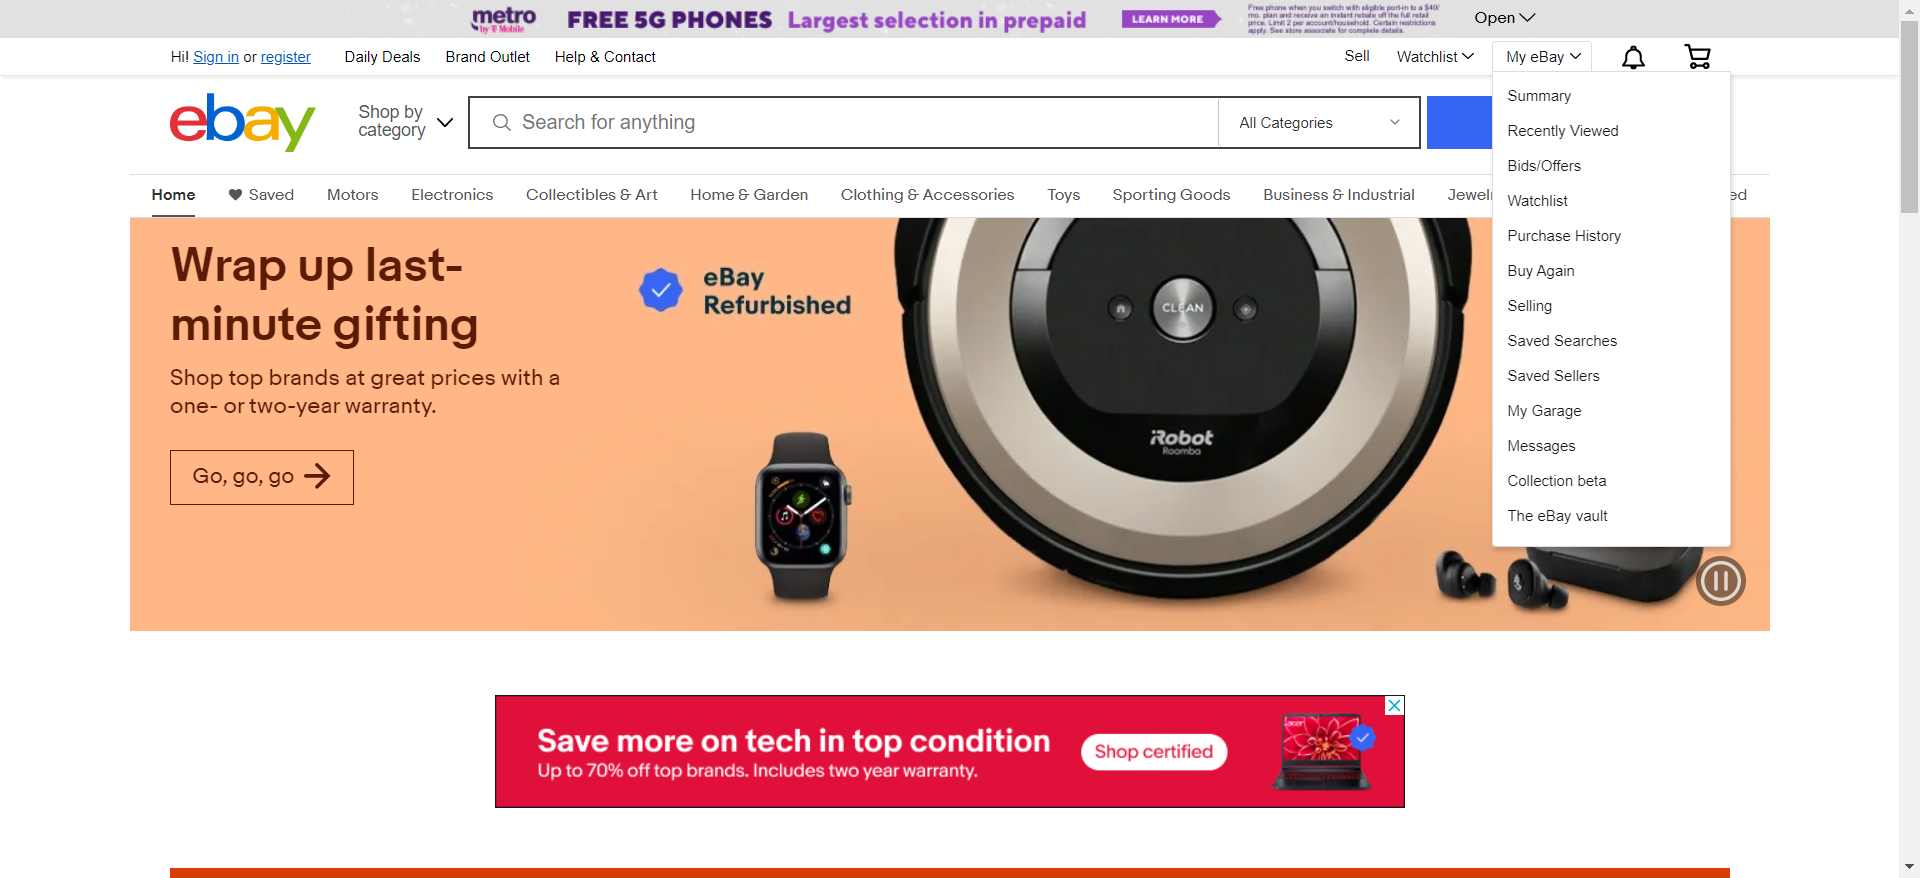 metro
by T Mobile
FREE 5G PHONES
Largest selection in prepaid
LEARN MORE
Free phone when you switch with eligible port-in to a $40/
mo. plan and receive an instant rebate off the full retail
price. Limit 2 per account/household. Certain restrictions
apply. See store associate for complete details.
Open
Hi! Sign in or register
Daily Deals
Brand Outlet
Help & Contact
Sell
Watchlist
My eBay
ebay
Shop by
category
Search for anything
All Categories
Summary
Recently Viewed
Bids/Offers
Watchlist
Purchase History
Buy Again
Selling
Saved Searches
Saved Sellers
My Garage
Messages
Collection beta
The eBay vault
Home
Saved
Motors
Electronics
Collectibles & Art
Home & Garden
Clothing & Accessories
Toys
Sporting Goods
Business & Industrial
Jewel
ed
Wrap up last-
minute gifting
Shop top brands at great prices with a
one- or two-year warranty.
Go, go, go
eBay
Refurbished
CLEAN
iRobot
Roomba
Save more on tech in top condition
Up to 70% off top brands. Includes two year warranty.
Shop certified
acer